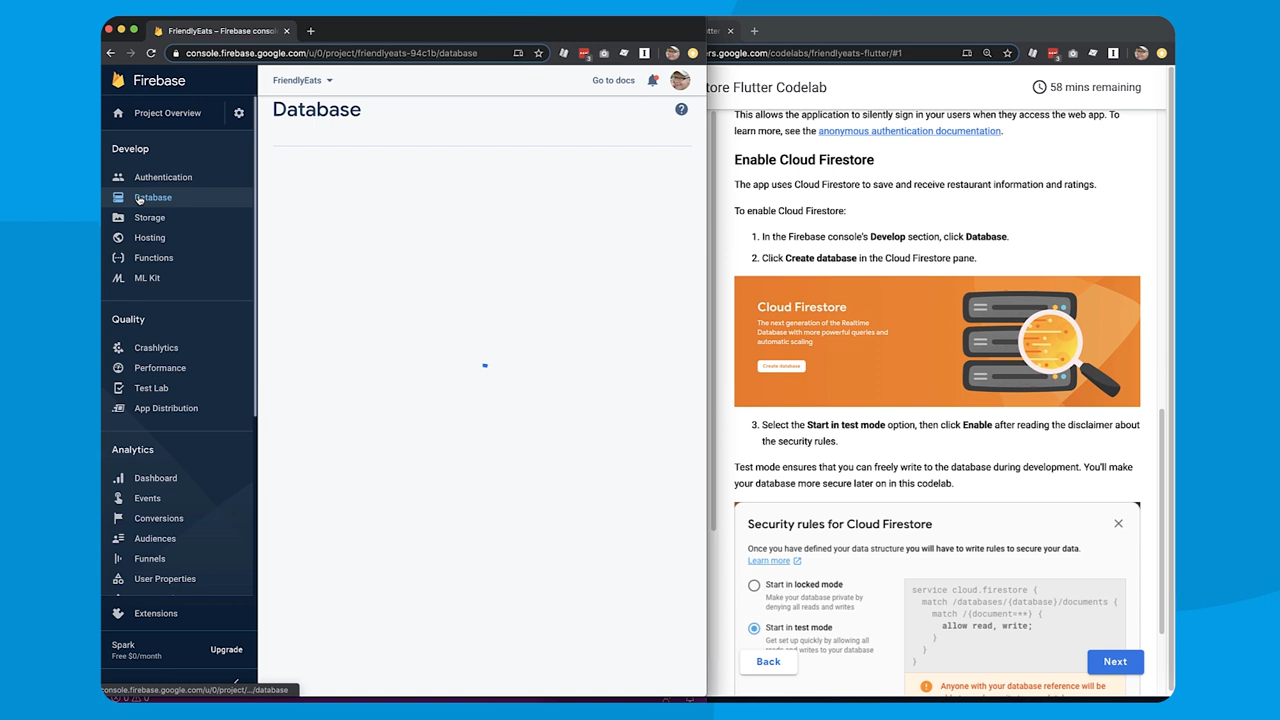 FriendlyEats – Firebase consol
console.firebase.google.com/u/0/project/friendlyeats-94c1b/database
Firebase
Project Overview
Develop
Authentication
Database
Storage
Hosting
Functions
ML Kit
Quality
Crashlytics
Performance
Test Lab
App Distribution
Analytics
Dashboard
Events
Conversions
Audiences
Funnels
User Properties
Extensions
Spark
Free $0/month
Upgrade
console.firebase.google.com/u/0/project/.../database
FriendlyEats
Go to docs
Database
tter
rs.google.com/codelabs/friendlyeats-flutter/#1
tore Flutter Codelab
58 mins remaining
This allows the application to silently sign in your users when they access the web app. To
learn more, see the anonymous authentication documentation.
Enable Cloud Firestore
The app uses Cloud Firestore to save and receive restaurant information and ratings.
To enable Cloud Firestore:
1. In the Firebase console's Develop section, click Database.
2. Click Create database in the Cloud Firestore pane.
Cloud Firestore
The next generation of the Realtime
Database with more powerful queries and
automatic scaling
Create database
3. Select the Start in test mode option, then click Enable after reading the disclaimer about
the security rules.
Test mode ensures that you can freely write to the database during development. You'll make
your database more secure later on in this codelab.
Security rules for Cloud Firestore
Once you have defined your data structure you will have to write rules to secure your data.
Learn more
Start in locked mode
Make your database private by
denying all reads and writes
Start in test mode
Get set up quickly by allowing all
reads and writes to your database
service cloud.firestore {
match /databases/{database}/documents {
match /{document=**} {
allow read, write;
}
}
}
Anyone with your database reference will be
Back
Next